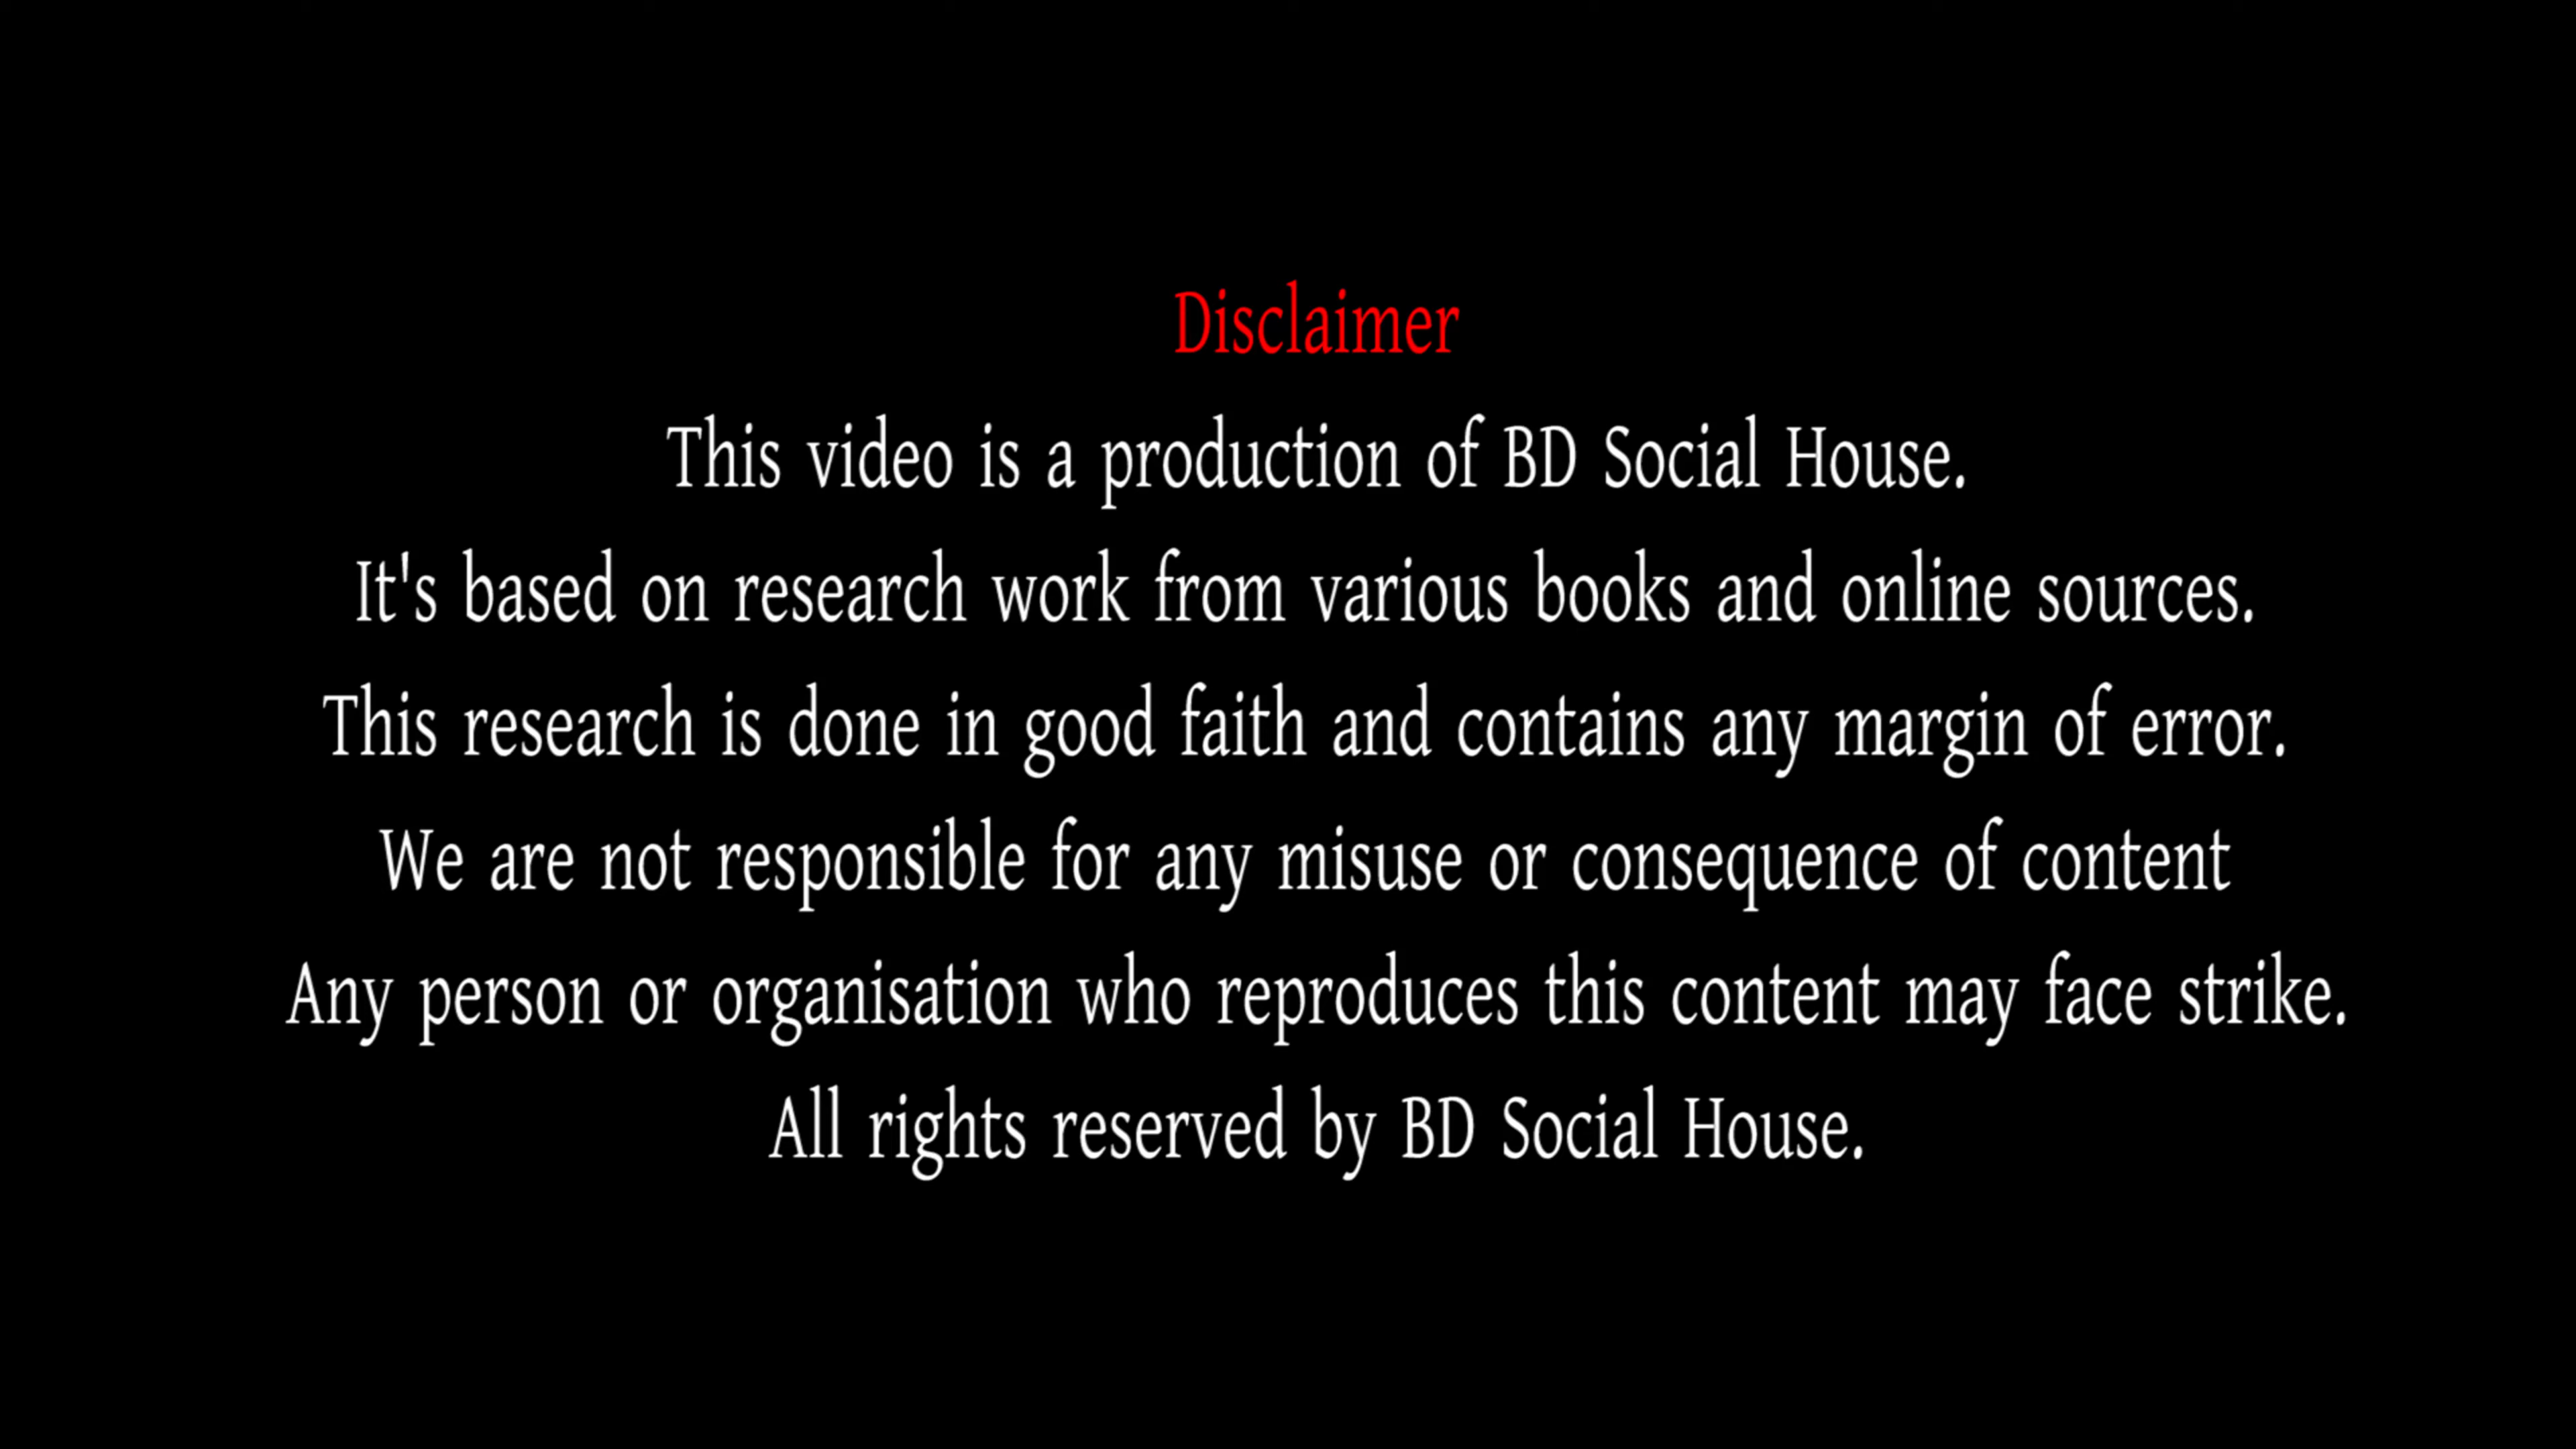 Disclaimer
This video is a production of BD Social House.
It's based on research work from various books and online sources.
This research is done in good faith and contains any margin of error.
We are not responsible for any misuse or consequence of content
Any person or organisation who reproduces this content may face strike.
All rights reserved by BD Social House.